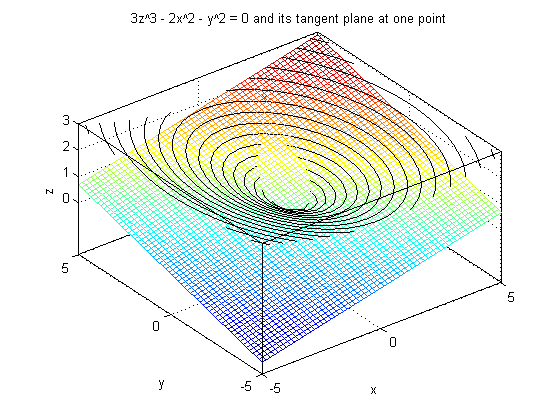 3z^3 - 2x^2 - y^2 = 0 and its tangent plane at one point
3
2
1
0
z
5
0
-5
y
-5
0
5
x